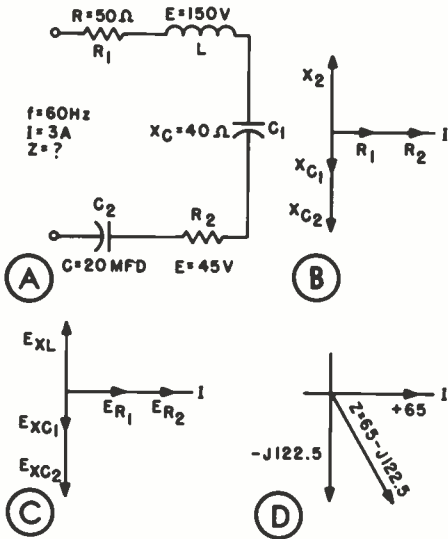 R=50Ω
E=150V
R1
L
f=60Hz
I=3A
Z=?
XC=40Ω
C1
C2
R2
C=20MFD
E=45V
A
X2
I
R1
R2
XC1
XC2
B
EXL
I
ER1
ER2
EXC1
EXC2
C
I
+65
Z=65-J122.5
-J122.5
D